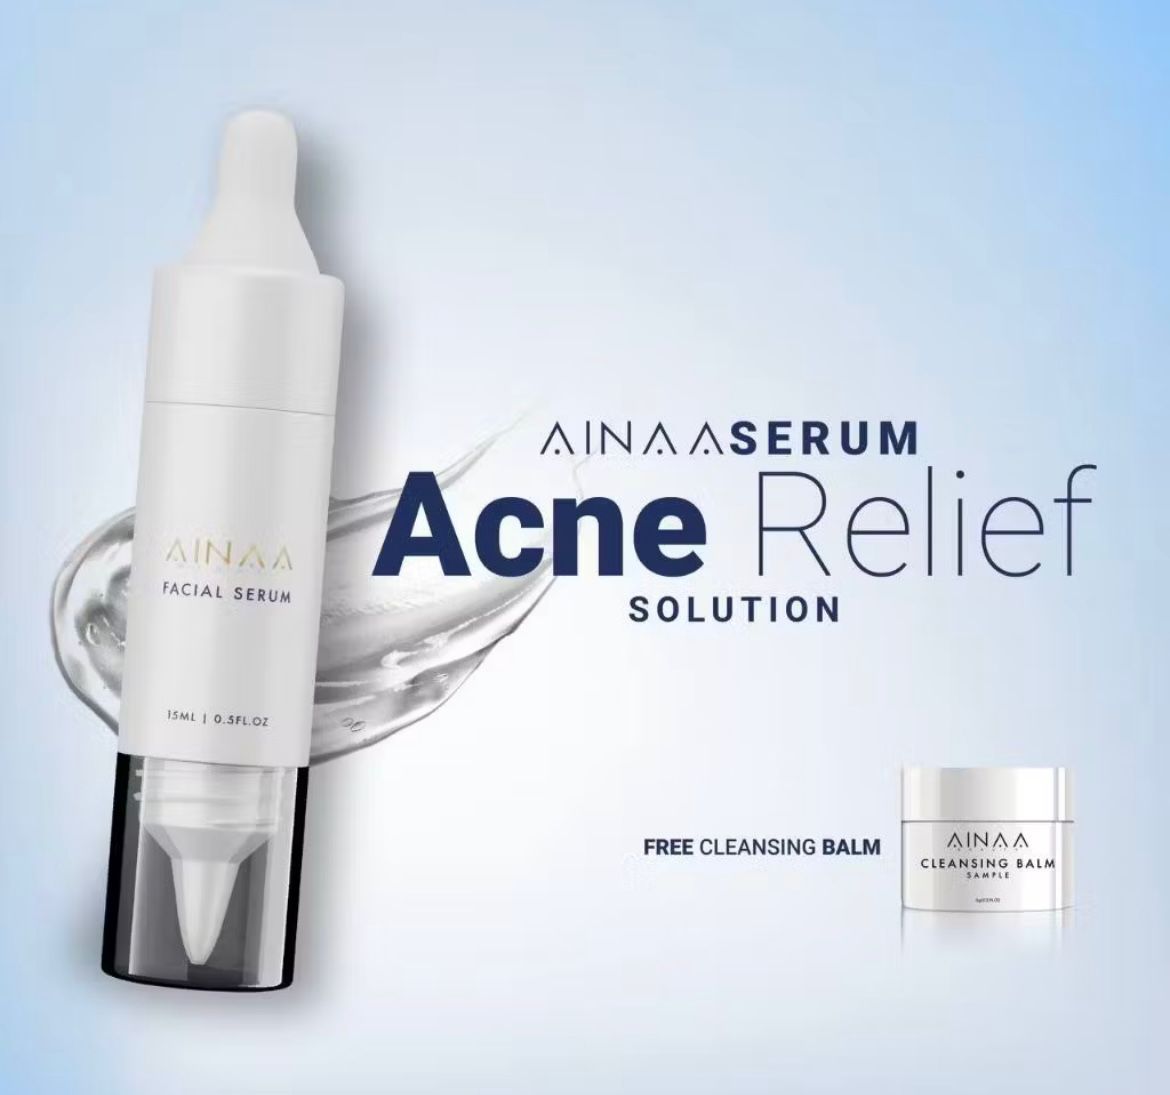 AINAA
FACIAL SERUM
15ML | 0.5FL.OZ
AINAASERUM
Acne Relief
SOLUTION
FREE CLEANSING BALM
AINAA
CLEANSING BALM
SAMPLE